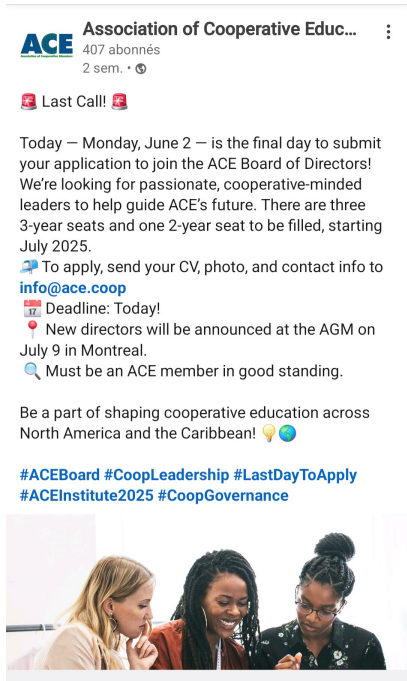 ACE
Association of Cooperative Educators
Association of Cooperative Educ...
407 abonnés
2 sem. •
🚨 Last Call! 🚨
Today — Monday, June 2 — is the final day to submit
your application to join the ACE Board of Directors!
We’re looking for passionate, cooperative-minded
leaders to help guide ACE’s future. There are three
3-year seats and one 2-year seat to be filled, starting
July 2025.
📬 To apply, send your CV, photo, and contact info to
info@ace.coop
📅 Deadline: Today!
📍 New directors will be announced at the AGM on
July 9 in Montreal.
🔍 Must be an ACE member in good standing.
Be a part of shaping cooperative education across
North America and the Caribbean! 💡🌎
#ACEBoard #CoopLeadership #LastDayToApply
#ACEInstitute2025 #CoopGovernance